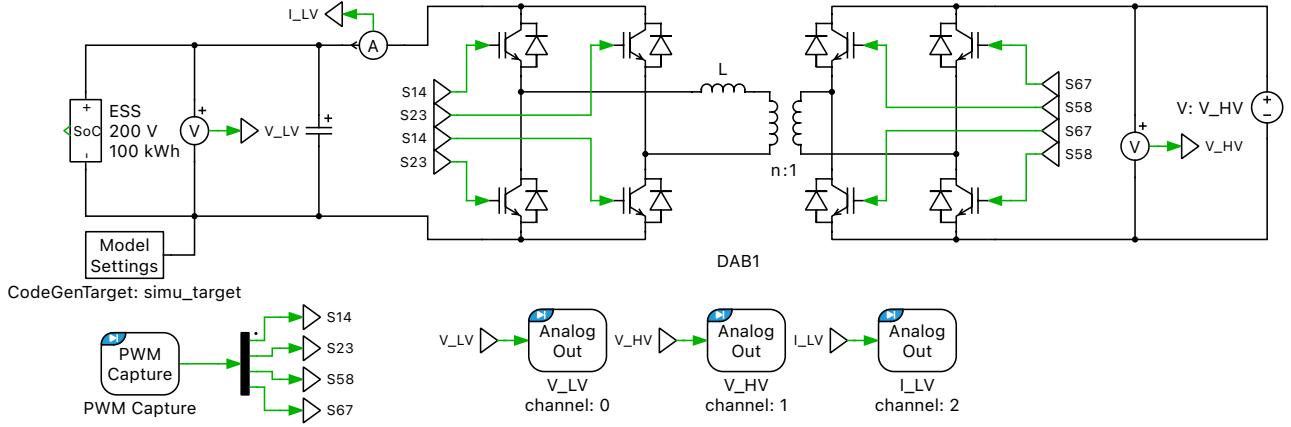 I_LV
A
L
S14
S23
S14
S23
S67
S58
S67
S58
+
SoC
-
ESS
200 V
100 kWh
+
V
V_LV
+
n:1
+
V
V_HV
V: V_HV
+
−
Model
Settings
CodeGenTarget: simu_target
DAB1
PWM
Capture
PWM Capture
S14
S23
S58
S67
V_LV
Analog
Out
V_LV
channel: 0
V_HV
Analog
Out
V_HV
channel: 1
I_LV
Analog
Out
I_LV
channel: 2